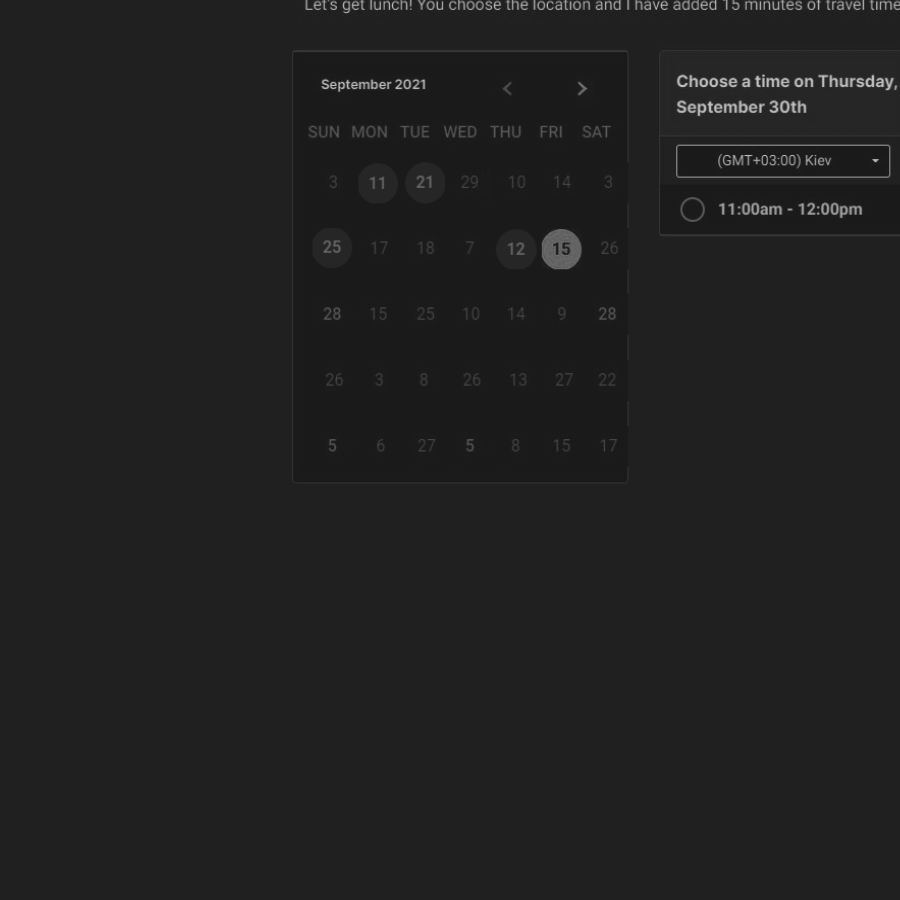 Let's get lunch! You choose the location and I have added 15 minutes of travel time
September 2021
SUN MON TUE WED THU FRI SAT
3 11 21 29 10 14 3
25 17 18 7 12 15 26
28 15 25 10 14 9 28
26 3 8 26 13 27 22
5 6 27 5 8 15 17
Choose a time on Thursday,
September 30th
(GMT+03:00) Kiev
11:00am - 12:00pm